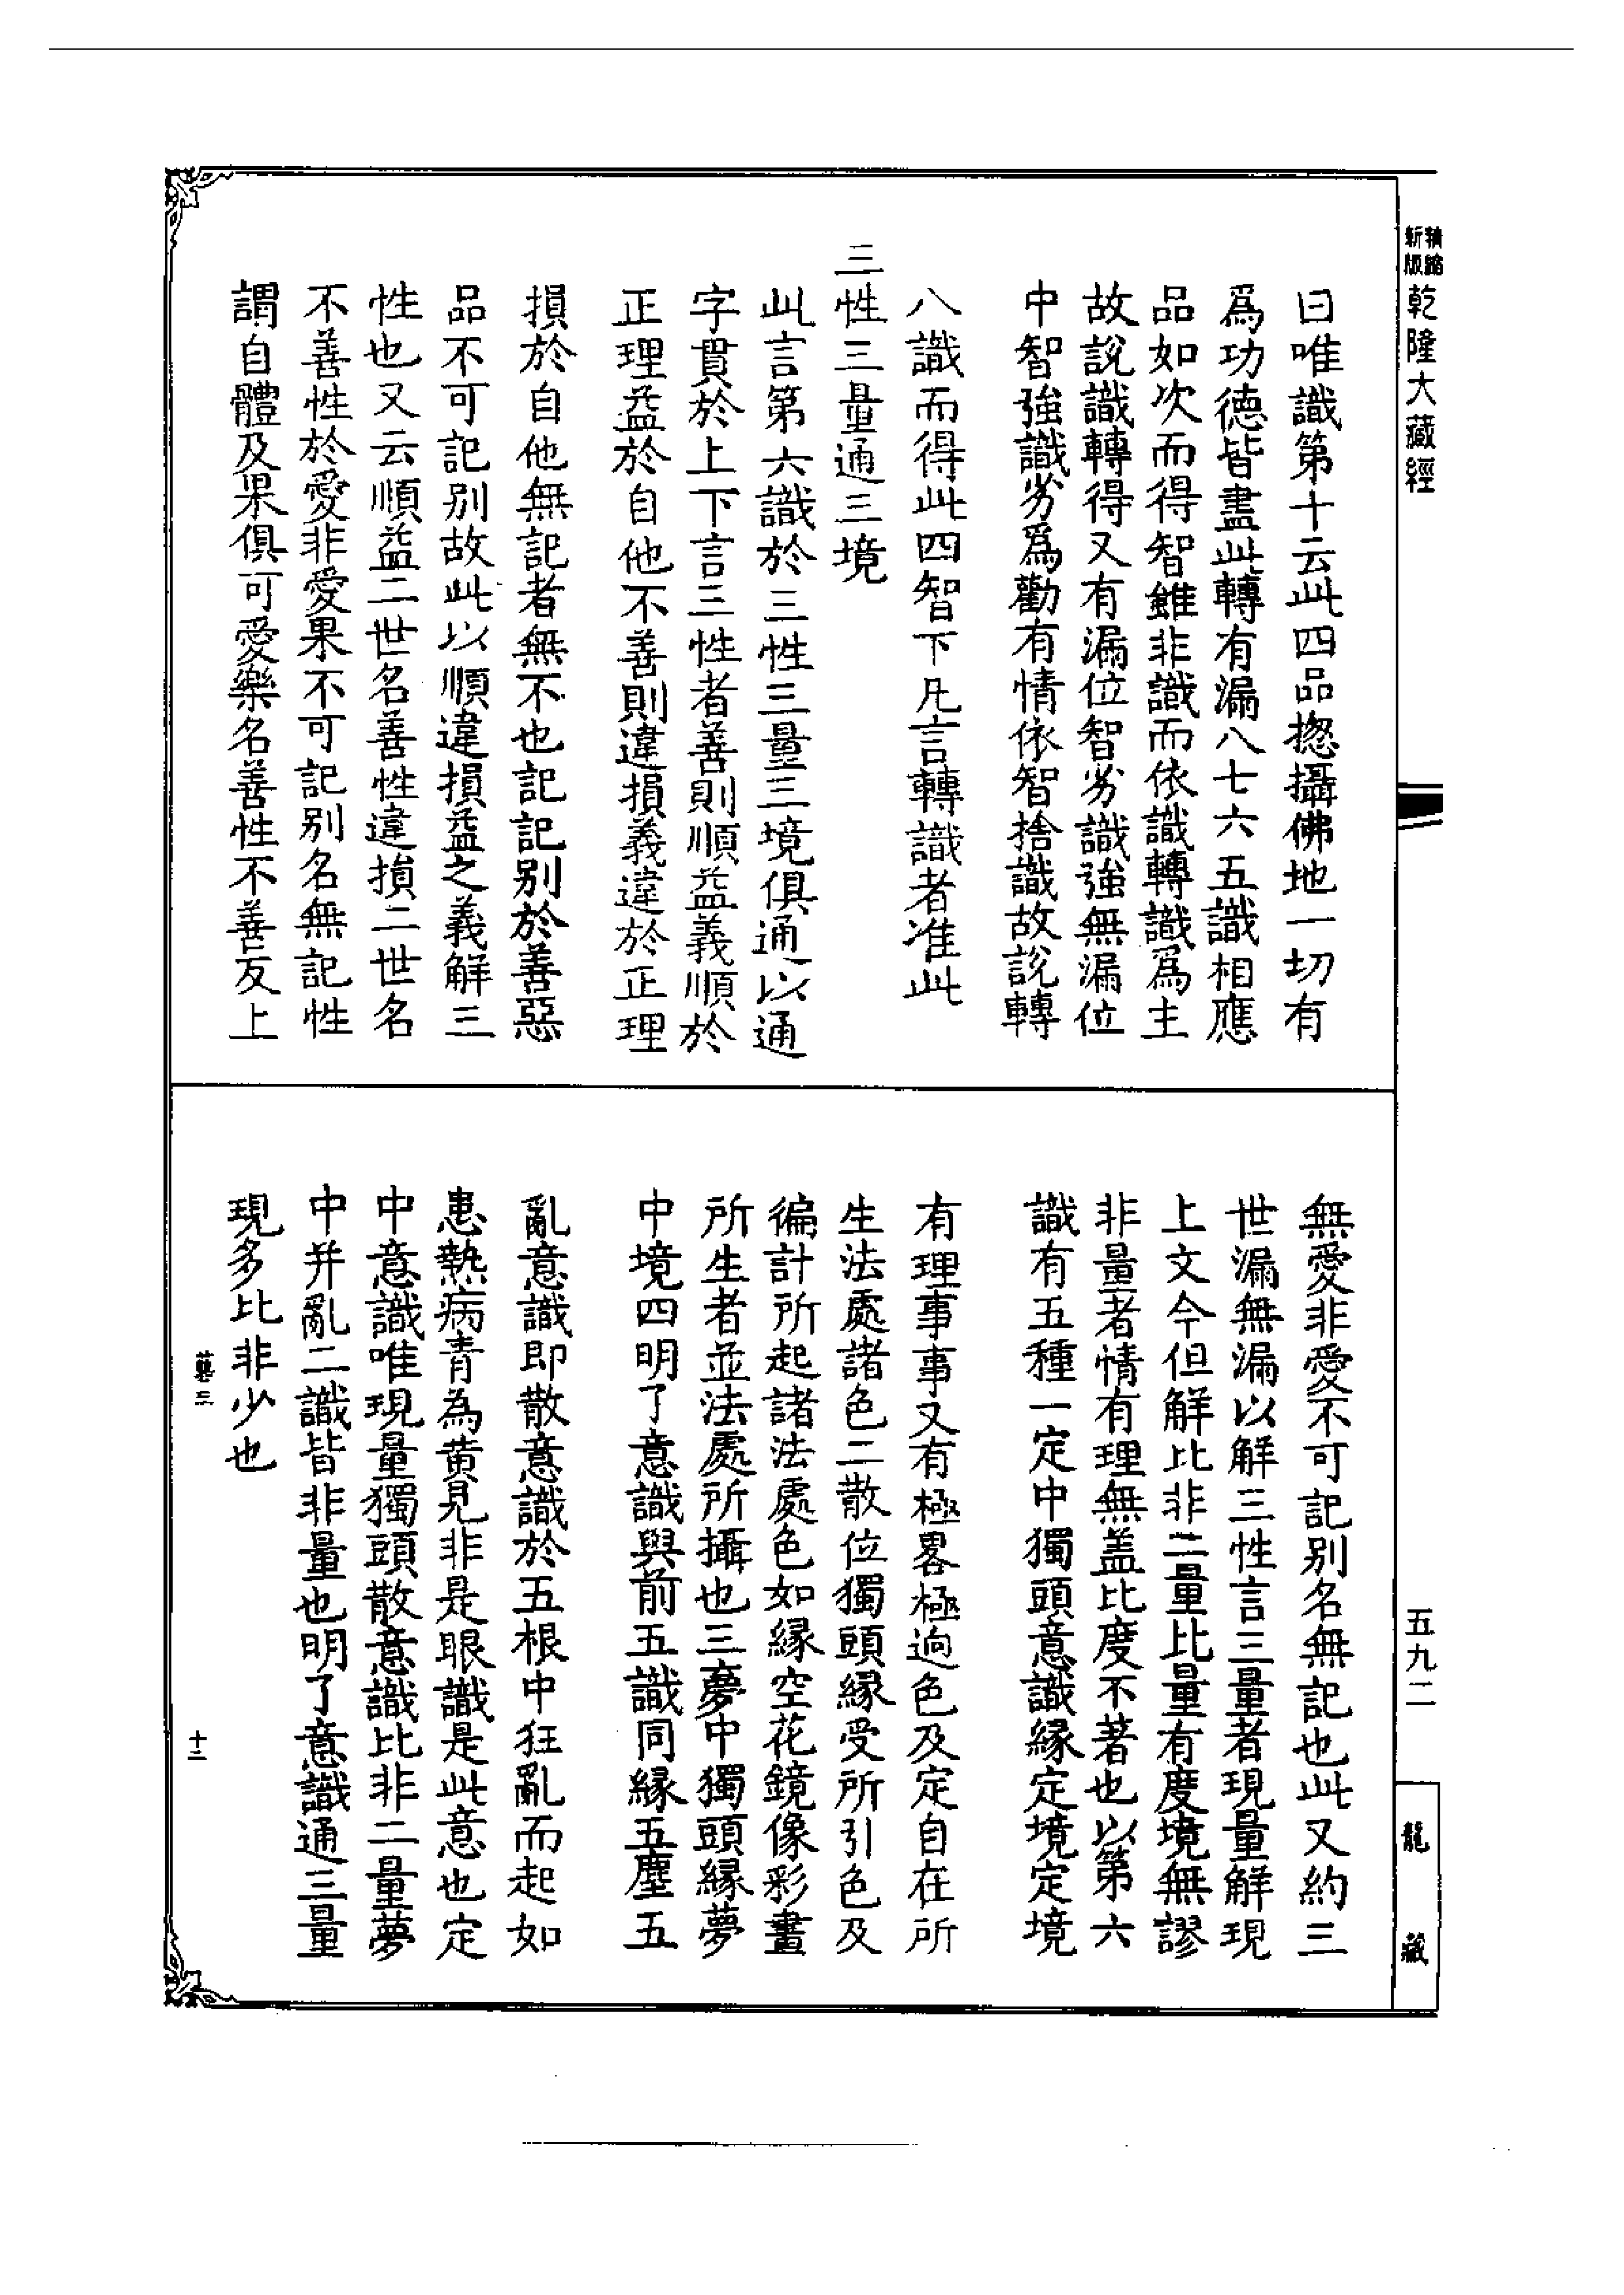 精縮
新版
乾隆大藏經
五九二
龍藏
曰唯識第十云此四品揔攝佛地一切有
爲功德皆盡此轉有漏八七六五識相應
品如次而得智雖非識而依識轉識爲主
故說識轉得又有漏位智劣識強無漏位
中智強識劣爲勸有情依智捨識故說轉
八識而得此四智下凡言轉識者准此
三性三量通三境
此言第六識於三性三量三境俱通以通
字貫於上下言三性者善則順益義順於
正理益於自他不善則違損義違於正理
損於自他無記者無不也記記別於善惡
品不可記別故此以順違損益之義解三
性也又云順益二世名善性違損二世名
不善性於愛非愛果不可記別名無記性
謂自體及果俱可愛樂名善性不善反上
無愛非愛不可記別名無記也此又約三
世漏無漏以解三性言三量者現量解現
上文今但解比非二量比量有度境無謬
非量者情有理無盖比度不著也以第六
識有五種一定中獨頭意識緣定境定境
有理事事又有極畧極逈色及定自在所
生法處諸色二散位獨頭緣受所引色及
徧計所起諸法處色如緣空花鏡像彩畫
所生者並法處所攝也三夢中獨頭緣夢
中境四明了意識與前五識同緣五塵五
亂意識即散意識於五根中狂亂而起如
患熱病青為黃見非是眼識是此意也定
中意識唯現量獨頭散意識比非二量夢
中并亂二識皆非量也明了意識通三量
現多比非少也
藝三
十二